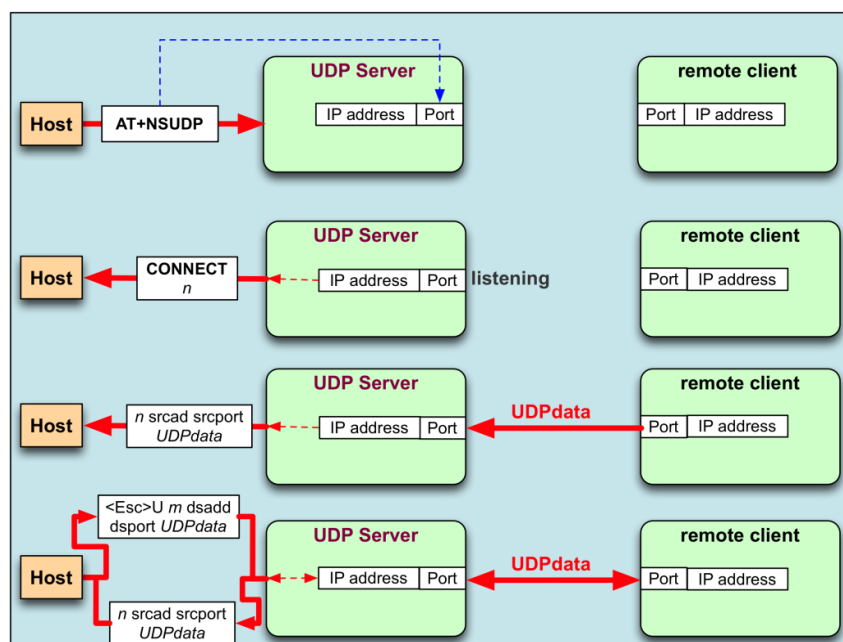 UDP Server
remote client
Host
AT+NSUDP
IP address
Port
Port
IP address
UDP Server
remote client
Host
CONNECT
n
IP address
Port
listening
Port
IP address
UDP Server
remote client
Host
n srcad srcport
UDPdata
IP address
Port
UDPdata
Port
IP address
<Esc>U m dsadd
dsport UDPdata
UDP Server
remote client
Host
IP address
Port
UDPdata
Port
IP address
n srcad srcport
UDPdata